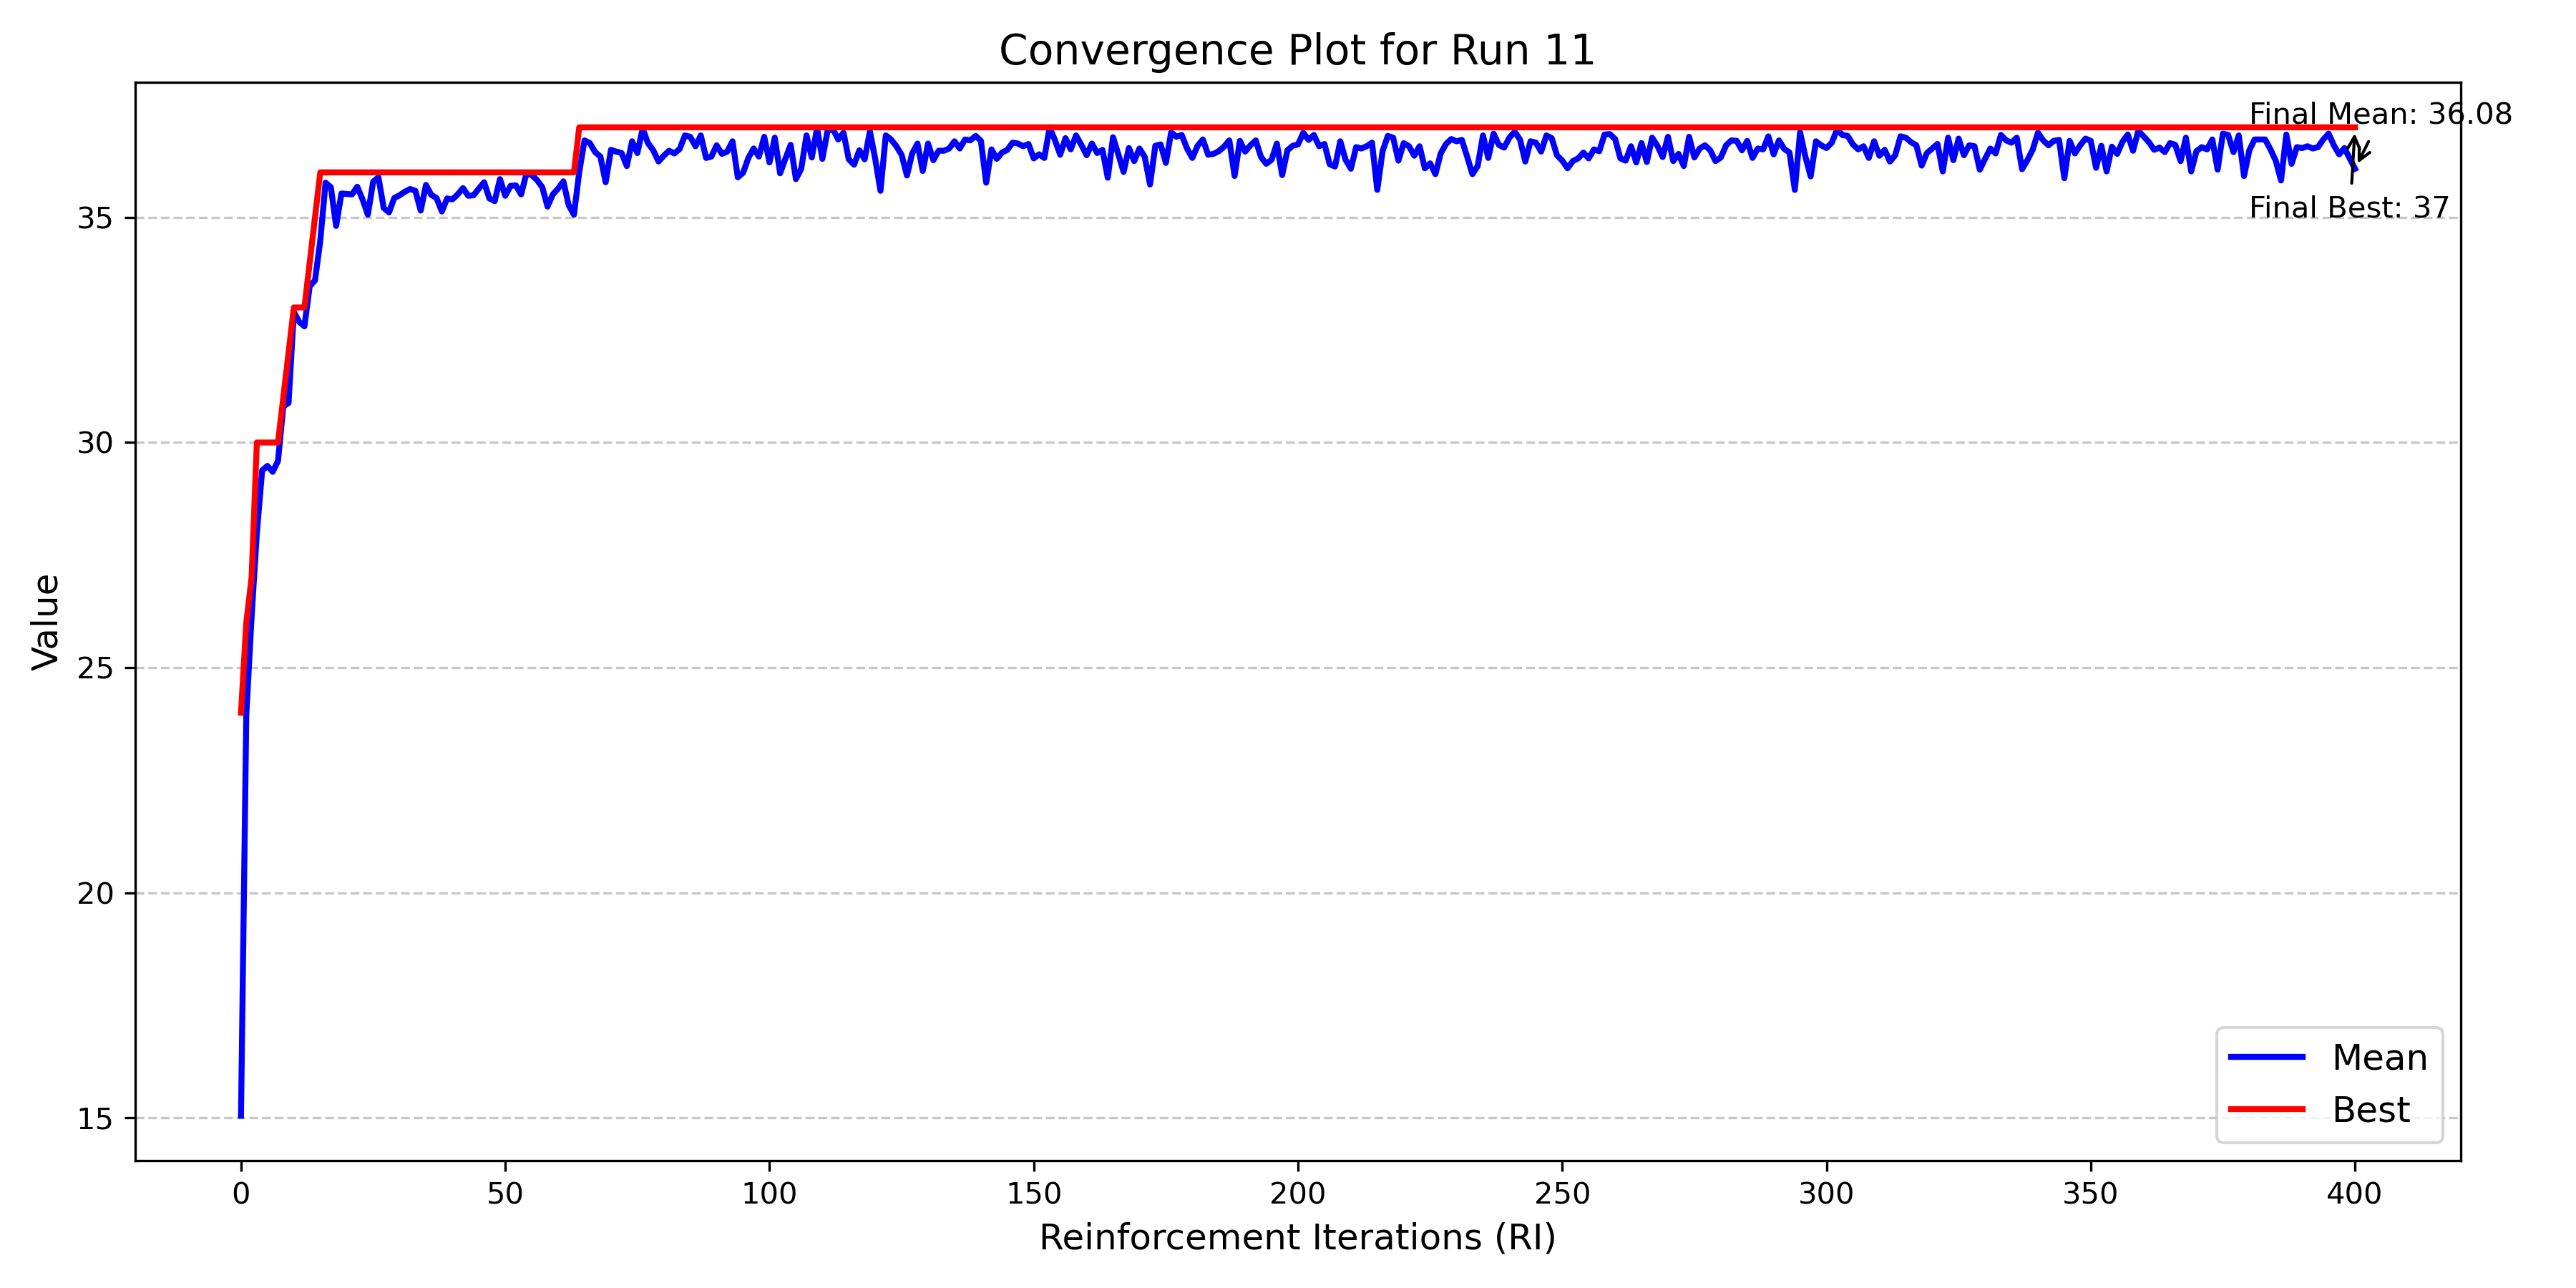 Convergence Plot for Run 11
Final Mean: 36.08
Final Best: 37
Value
35
30
25
20
15
0 50 100 150 200 250 300 350 400
Reinforcement Iterations (RI)
Mean
Best